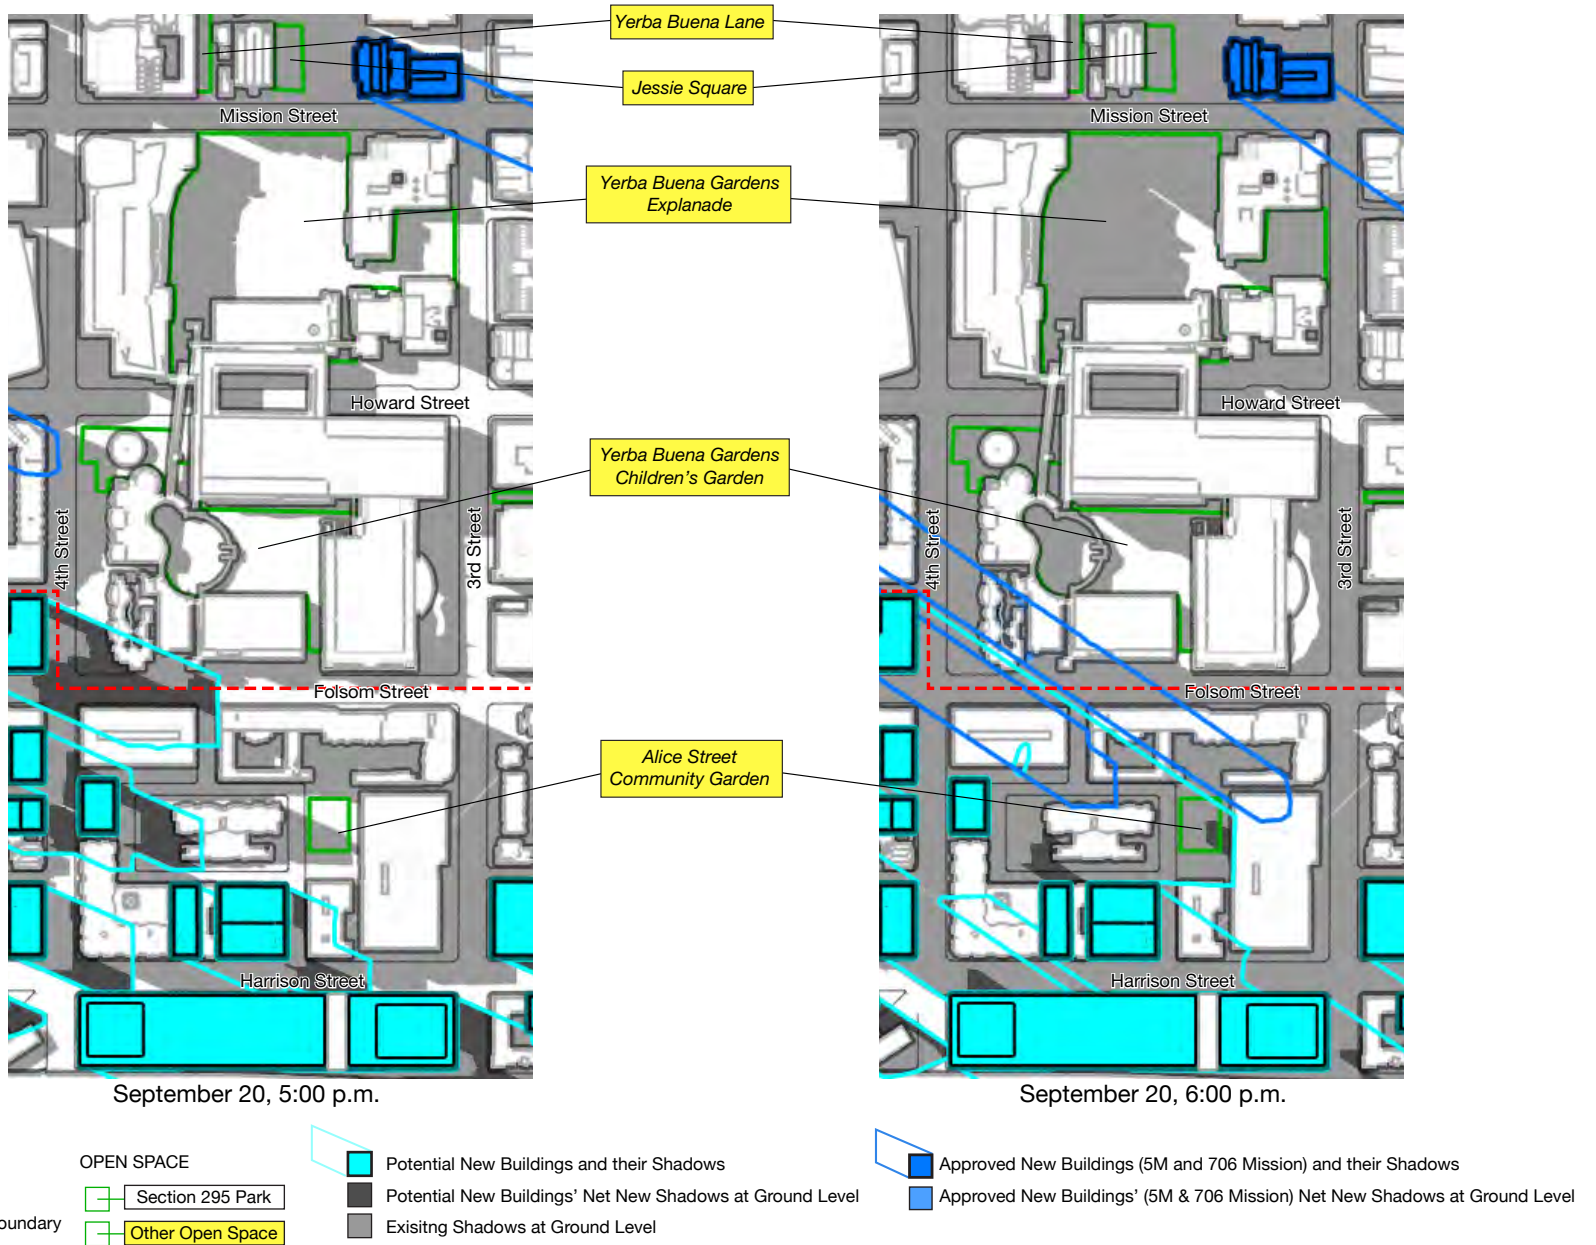 Yerba Buena Lane
Jessie Square
Mission Street
Mission Street
Yerba Buena Gardens
Explanade
Howard Street
Howard Street
Yerba Buena Gardens
Children's Garden
4th Street
3rd Street
4th Street
3rd Street
Folsom Street
Folsom Street
Alice Street
Community Garden
Harrison Street
Harrison Street
September 20, 5:00 p.m.
September 20, 6:00 p.m.
OPEN SPACE
Section 295 Park
Other Open Space
oundary
Potential New Buildings and their Shadows
Potential New Buildings' Net New Shadows at Ground Level
Exisitng Shadows at Ground Level
Approved New Buildings (5M and 706 Mission) and their Shadows
Approved New Buildings' (5M & 706 Mission) Net New Shadows at Ground Level